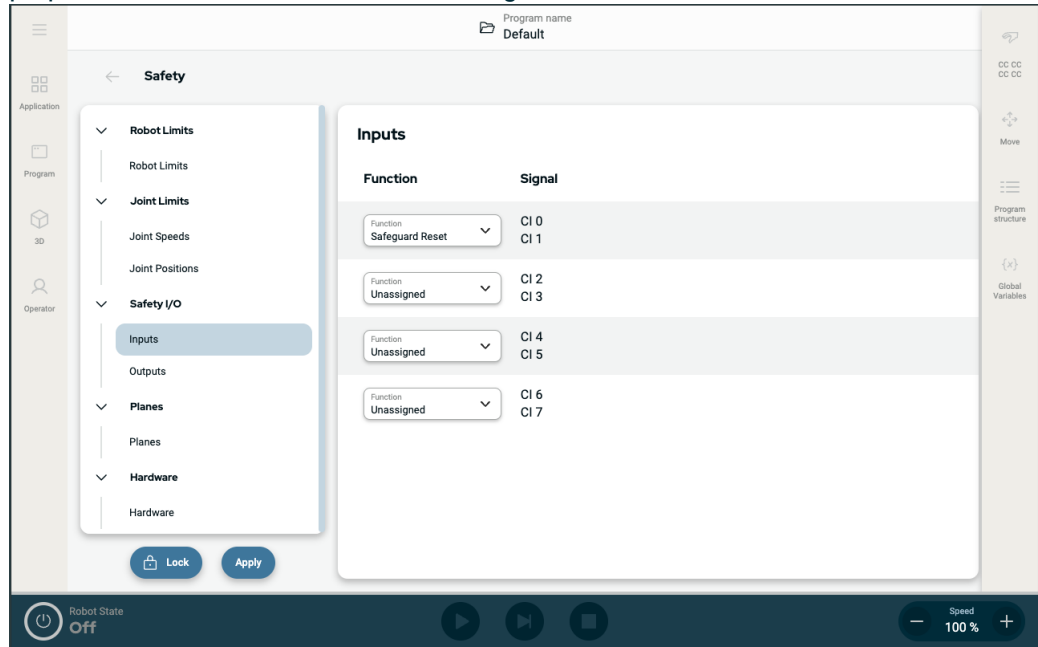 Program name
Default
CC CC
CC CC
Application
Program
3D
Operator
Move
Program
structure
{x}
Global
Variables
Safety
Robot Limits
Robot Limits
Joint Limits
Joint Speeds
Joint Positions
Safety I/O
Inputs
Outputs
Planes
Planes
Hardware
Hardware
Lock
Apply
Inputs
Function Signal
Function
Safeguard Reset
CI 0
CI 1
Function
Unassigned
CI 2
CI 3
Function
Unassigned
CI 4
CI 5
Function
Unassigned
CI 6
CI 7
Robot State
Off
Speed
100 %